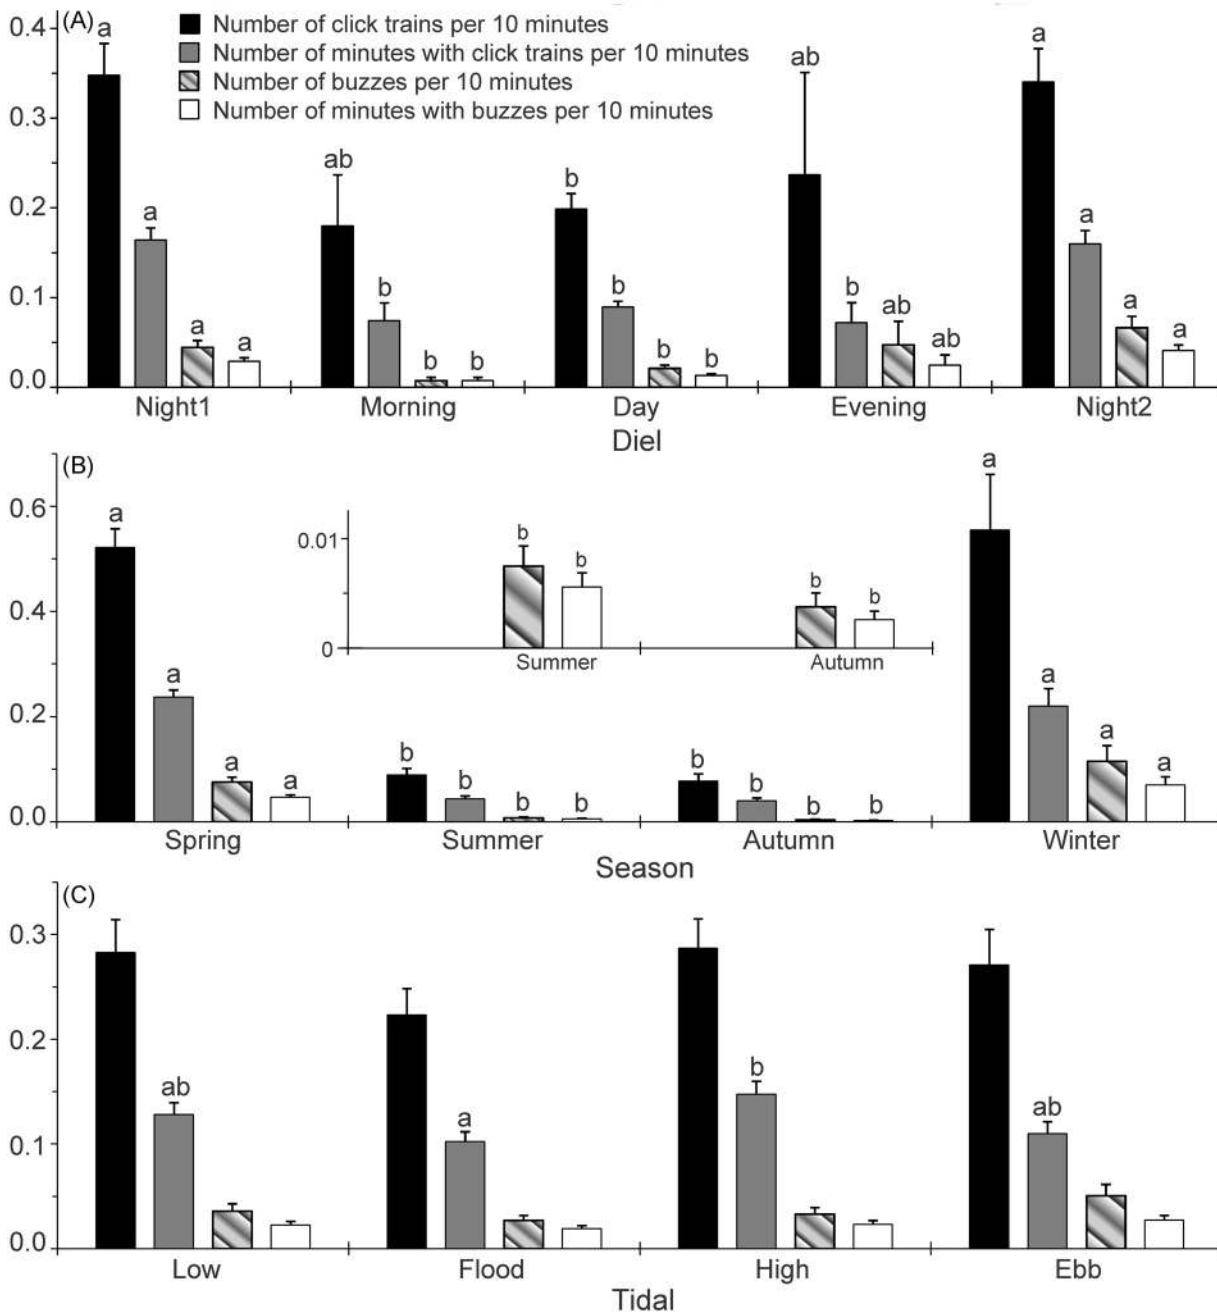 (A)
Number of click trains per 10 minutes
Number of minutes with click trains per 10 minutes
Number of buzzes per 10 minutes
Number of minutes with buzzes per 10 minutes
0.4
0.3
0.2
0.1
0.0
a
a
a
a
ab
b
b
b
b
b
b
b
ab
b
ab
ab
a
a
a
a
Night1
Morning
Day
Evening
Night2
Diel
(B)
0.6
0.4
0.2
0.0
a
a
a
a
b
b
b
b
b
b
b
b
a
a
a
a
0.01
0
b
b
b
b
Summer
Autumn
Spring
Summer
Autumn
Winter
Season
(C)
0.3
0.2
0.1
0.0
ab
a
b
ab
Low
Flood
High
Ebb
Tidal